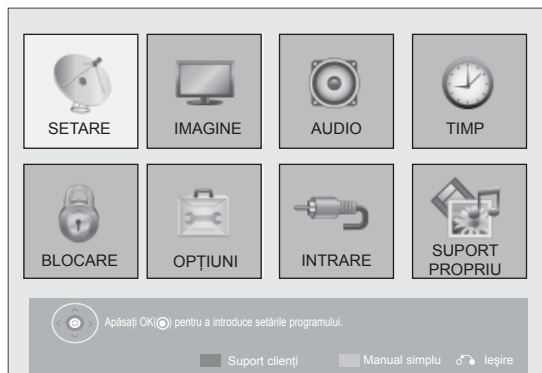 SETARE
IMAGINE
AUDIO
TIMP
BLOCARE
OPȚIUNI
INTRARE
SUPORT
PROPRIU
Apăsați OK(◉) pentru a introduce setările programului.
Suport clienți
Manual simplu
Ieșire